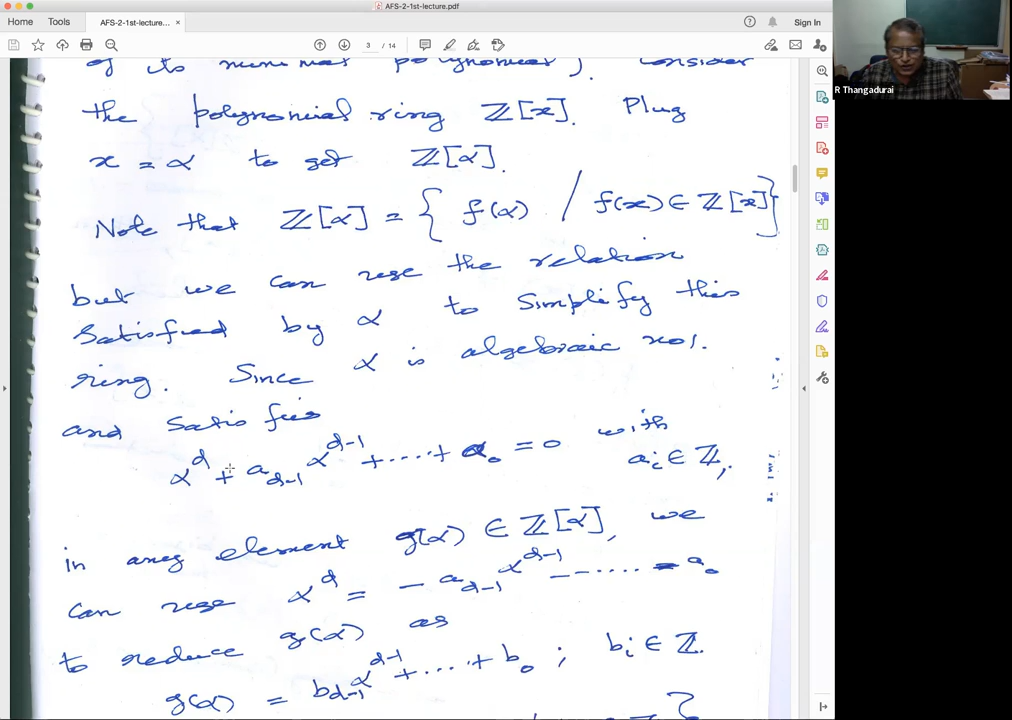 AFS-2-1st-lecture.pdf
Home Tools AFS-2-1st-lecture... × Sign In
3 / 14
R Thangadurai
of its minimal polynomial). Consider
the polynomial ring ℤ[x]. Plug
x = α to get ℤ[α].
Note that ℤ[α] = { f(α) / f(x) ∈ ℤ[x] }
but we can use the relation
satisfied by α to simplify this
ring. Since α is algebraic no.
and satisfies
α^d + a_{d-1} α^{d-1} + ..... + a_0 = 0 with a_i ∈ ℤ,
in any element g(α) ∈ ℤ[α], we
can use α^d = - a_{d-1} α^{d-1} - ..... - a_0
to reduce g(α) as
g(α) = b_{d-1} α^{d-1} + .... + b_0 ; b_i ∈ ℤ.